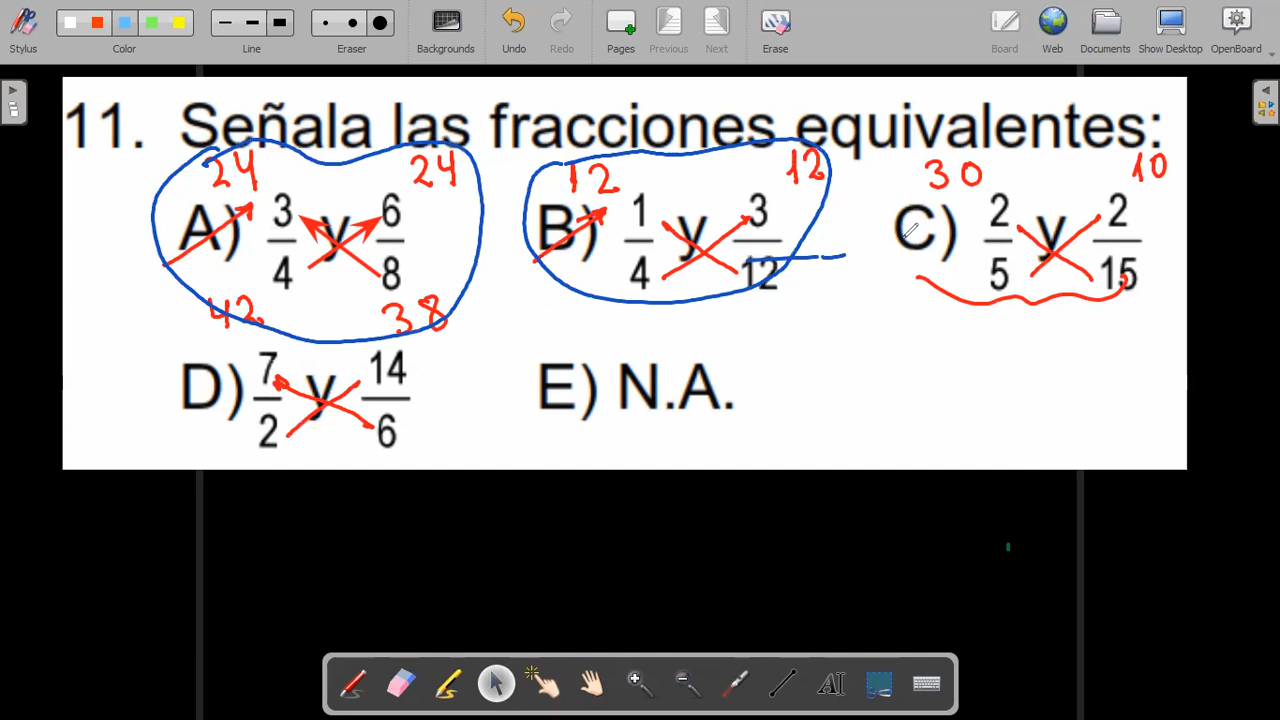 Stylus Color Line Eraser Backgrounds Undo Redo Pages Previous Next Erase Board Web Documents Show Desktop OpenBoard
11. Señala las fracciones equivalentes:
24 24 12 12 30 10
A) 3/4 y 6/8 B) 1/4 y 3/12 C) 2/5 y 2/15
42 38
D) 7/2 y 14/6 E) N.A.